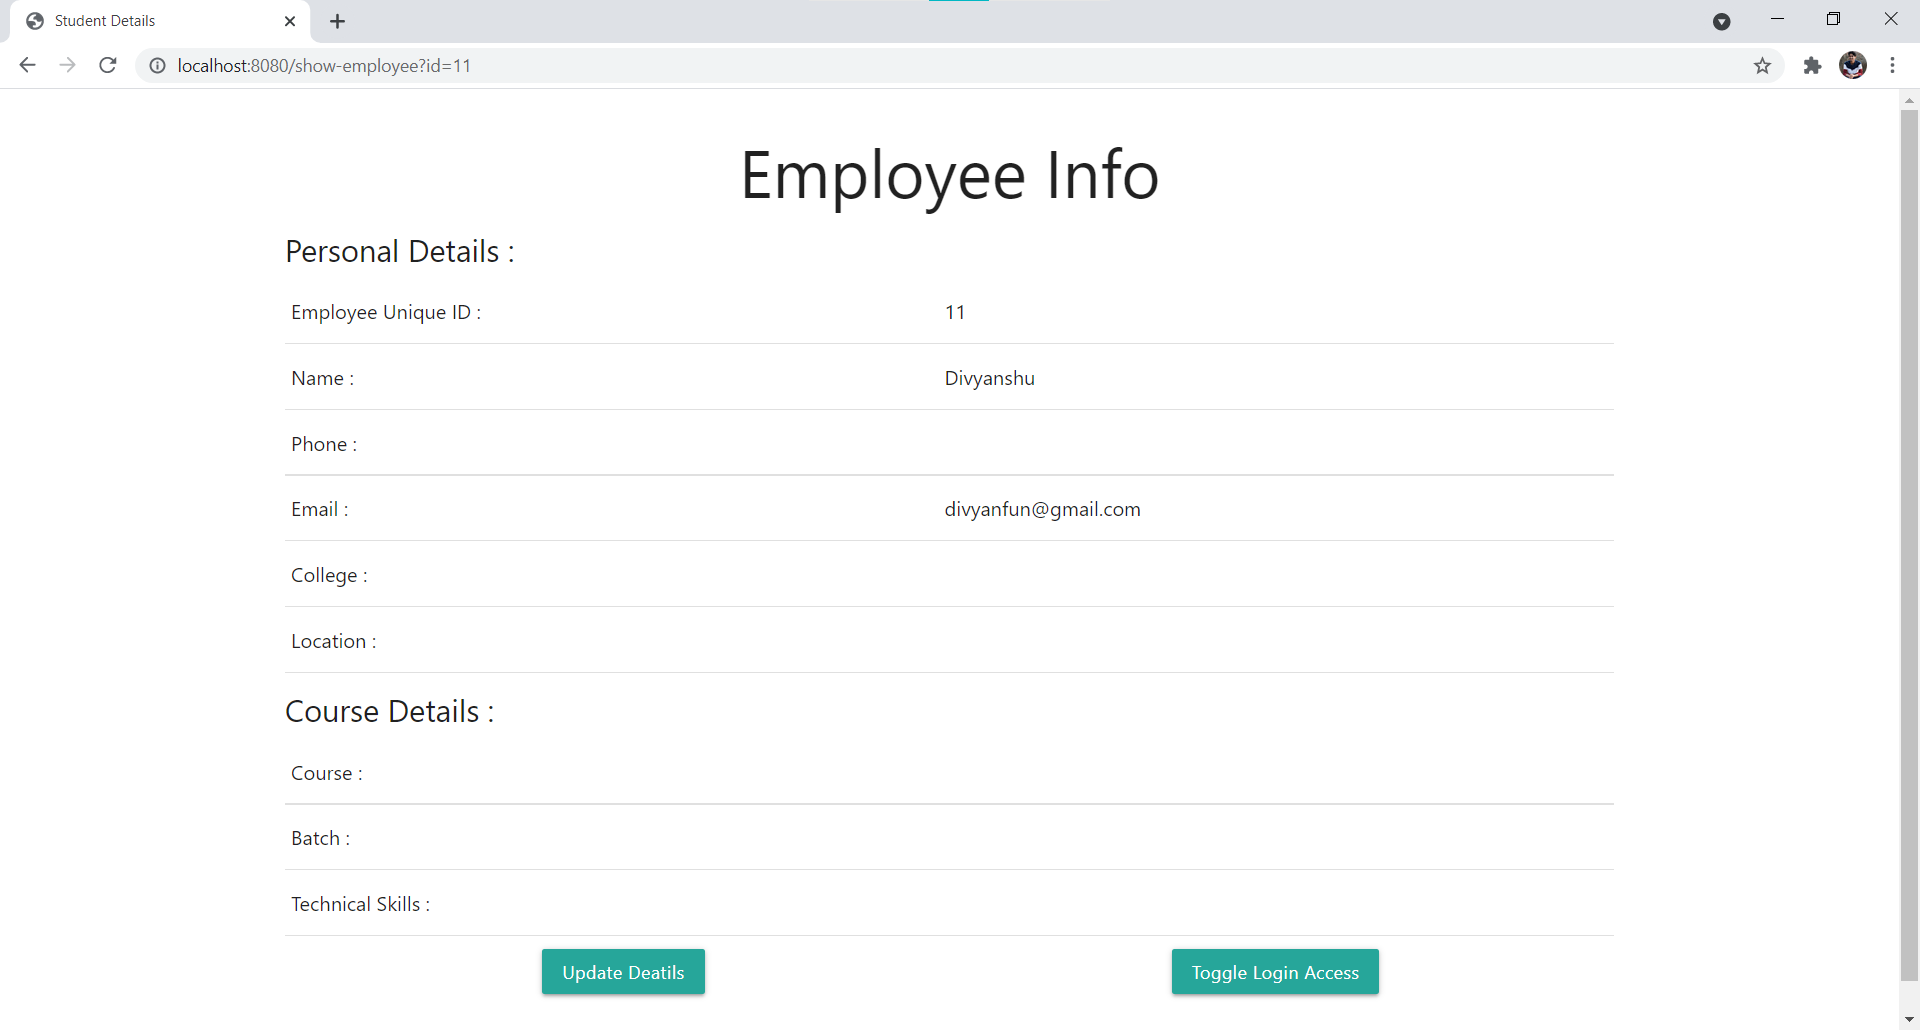 Student Details
localhost:8080/show-employee?id=11
Employee Info
Personal Details :
Employee Unique ID : 11
Name : Divyanshu
Phone :
Email : divyanfun@gmail.com
College :
Location :
Course Details :
Course :
Batch :
Technical Skills :
Update Deatils Toggle Login Access